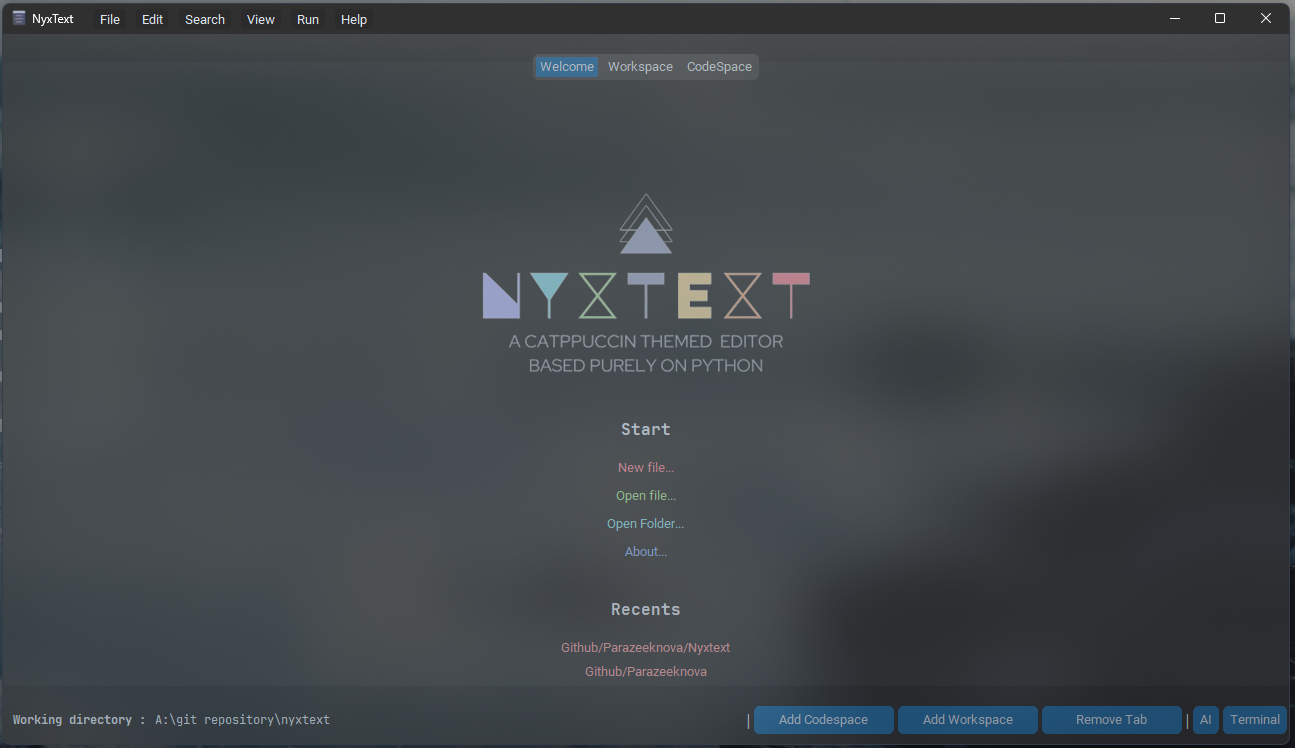 NyxText File Edit Search View Run Help
Welcome Workspace CodeSpace
NYXTEXT
A CATPPUCCIN THEMED EDITOR
BASED PURELY ON PYTHON
Start
New file...
Open file...
Open Folder...
About...
Recents
Github/Parazeeknova/Nyxtext
Github/Parazeeknova
Working directory : A:\git repository\nyxtext | Add Codespace Add Workspace Remove Tab | AI Terminal